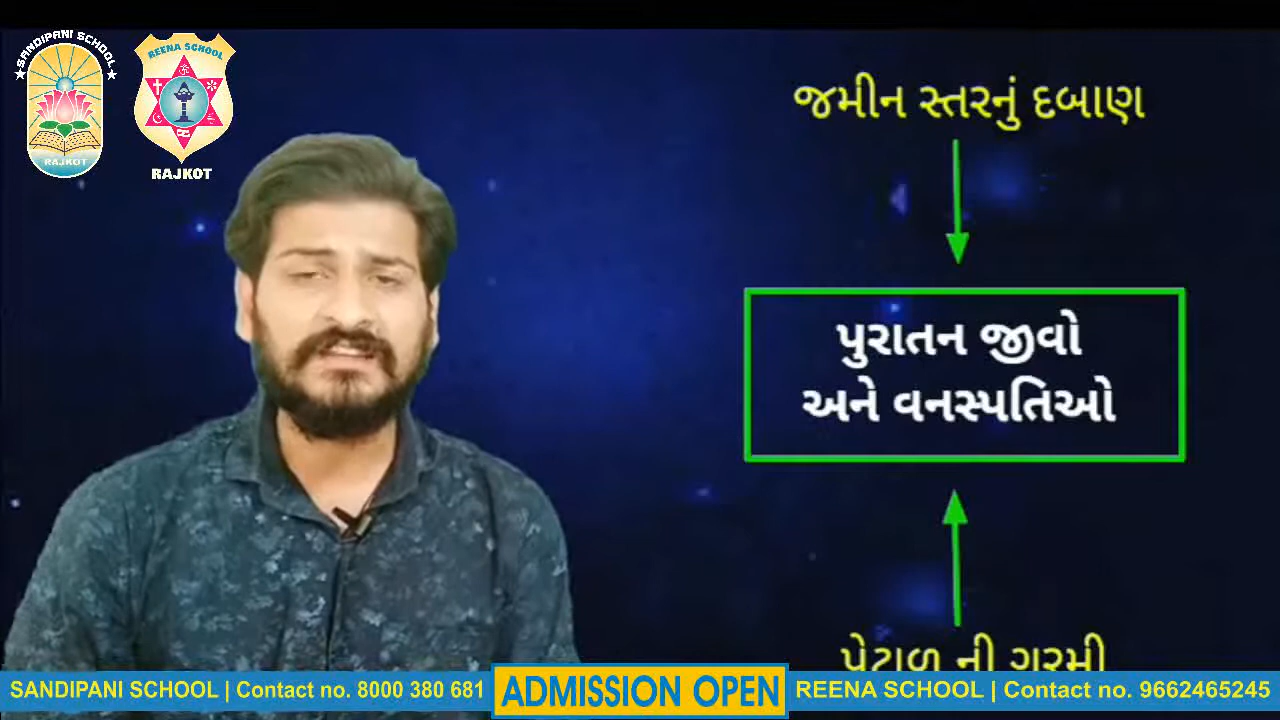 SANDIPANI SCHOOL
RAJKOT
REENA SCHOOL
RAJKOT
જમીન સ્તરનું દબાણ
પુરાતન જીવો
અને વનસ્પતિઓ
પેટાળ ની ગરમી
SANDIPANI SCHOOL | Contact no. 8000 380 681
ADMISSION OPEN
REENA SCHOOL | Contact no. 9662465245